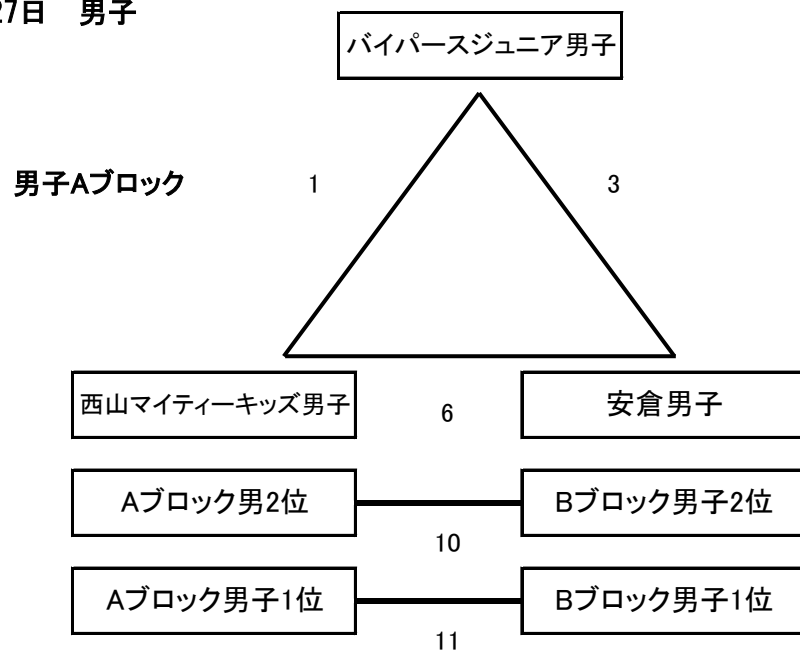 27日　男子
バイパースジュニア男子
男子Aブロック
1
3
西山マイティーキッズ男子
6
安倉男子
Aブロック男2位
Bブロック男子2位
10
Aブロック男子1位
Bブロック男子1位
11